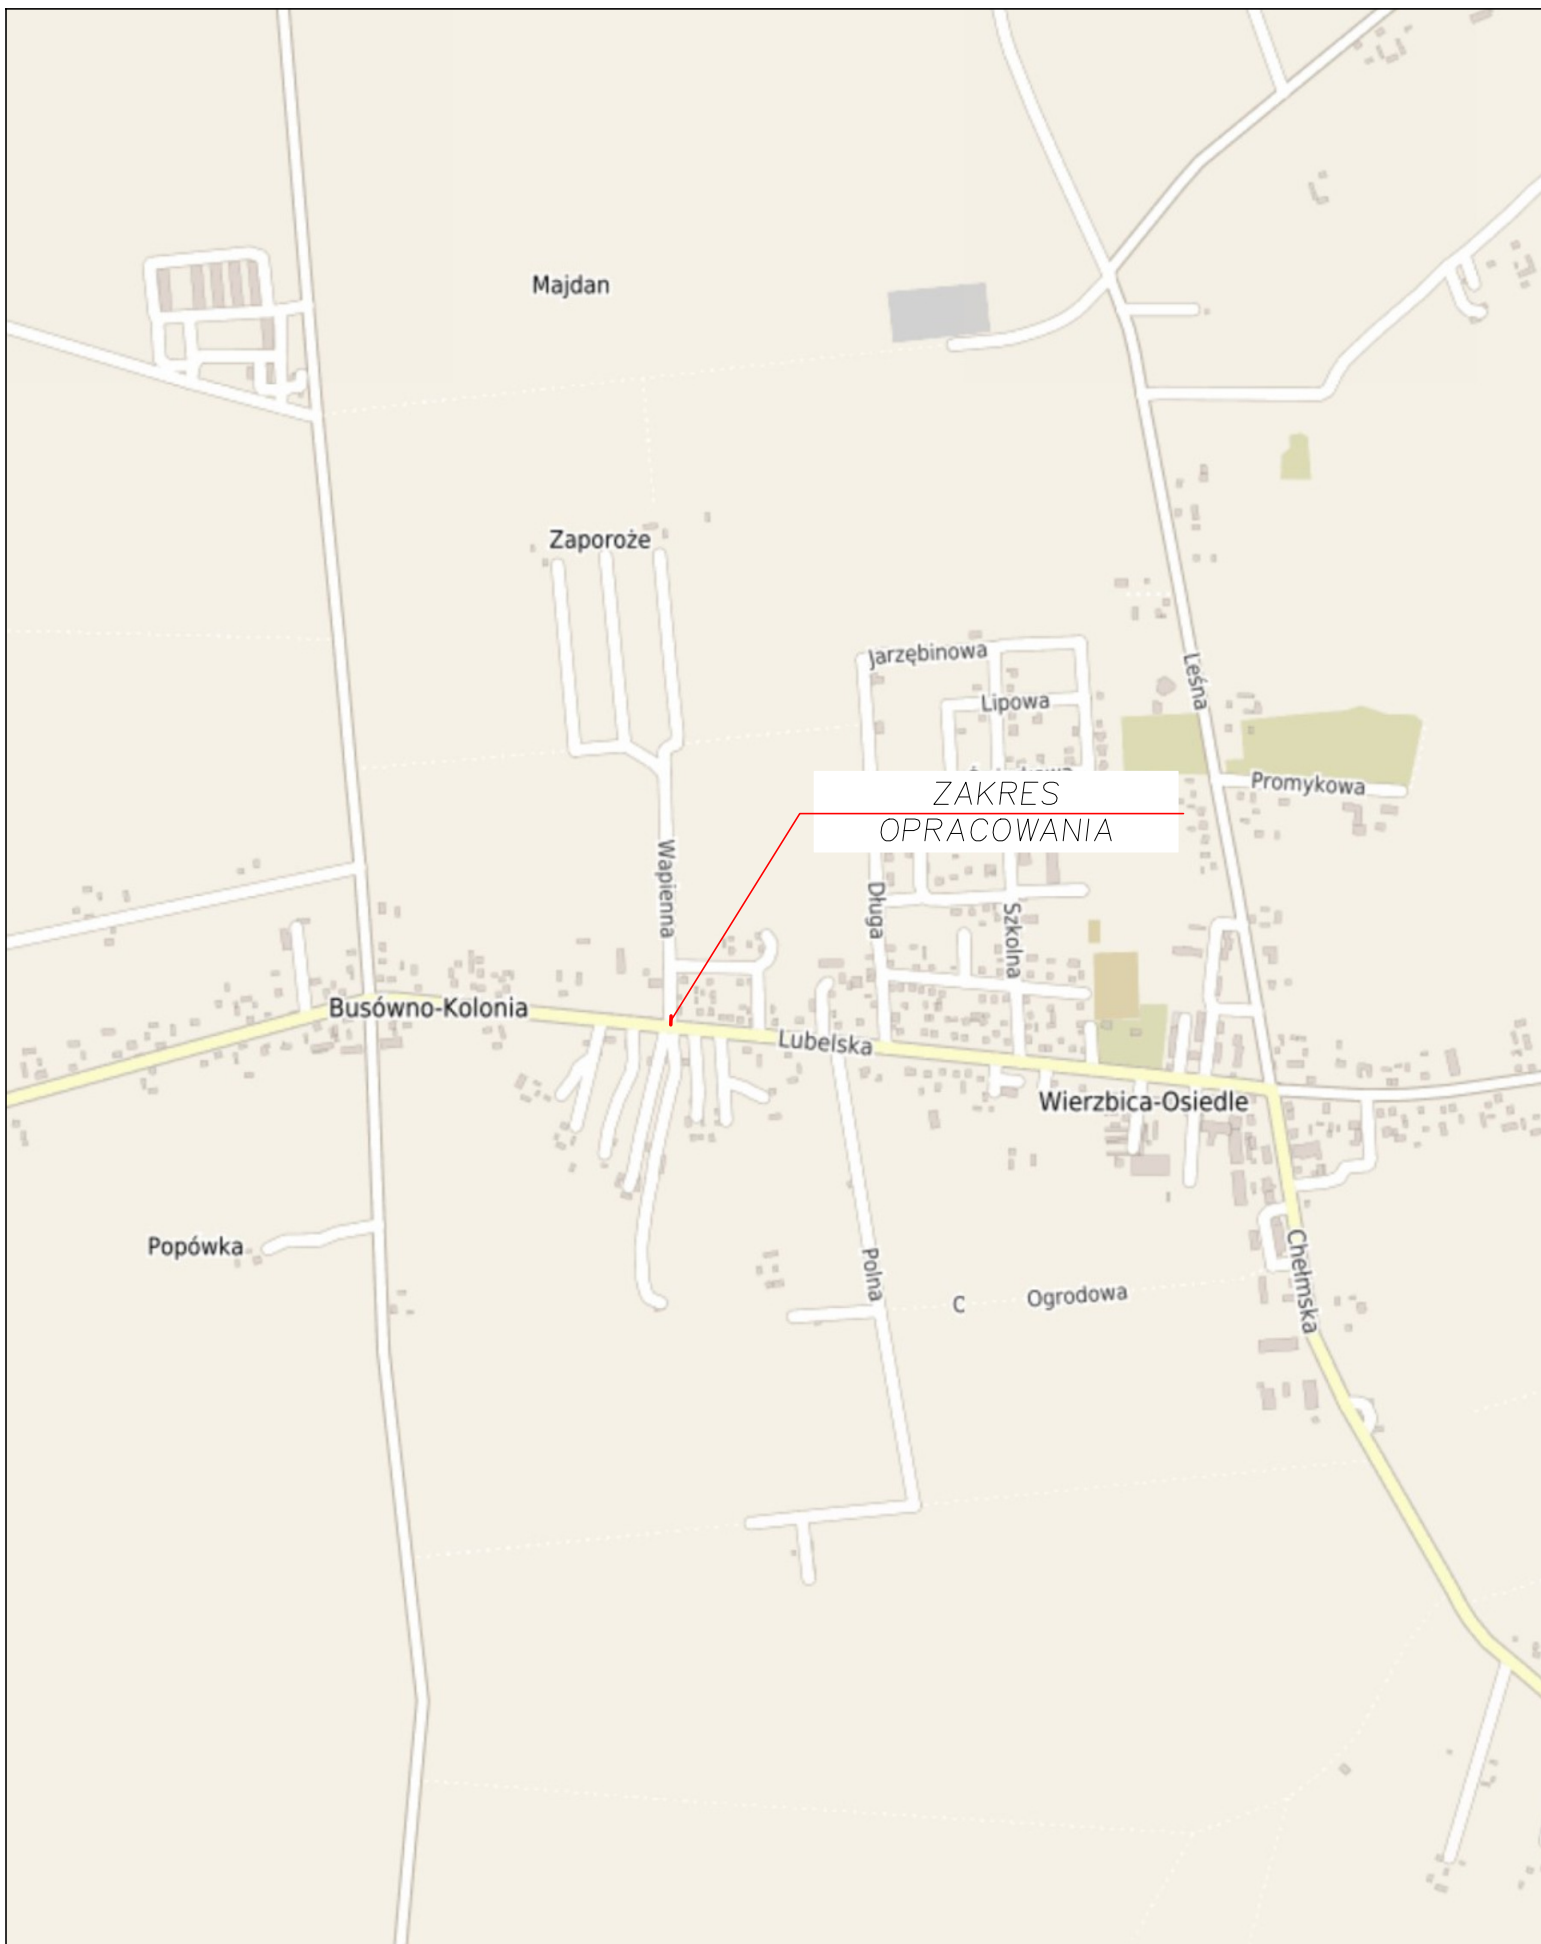 Majdan
Zaporoże
Jarzębinowa
Leśna
Lipowa
Promykowa
ZAKRES
OPRACOWANIA
Wapienna
Długa
Szkolna
Busówno-Kolonia
Lubelska
Wierzbica-Osiedle
Popówka
Polna
C
Ogrodowa
Chełmska